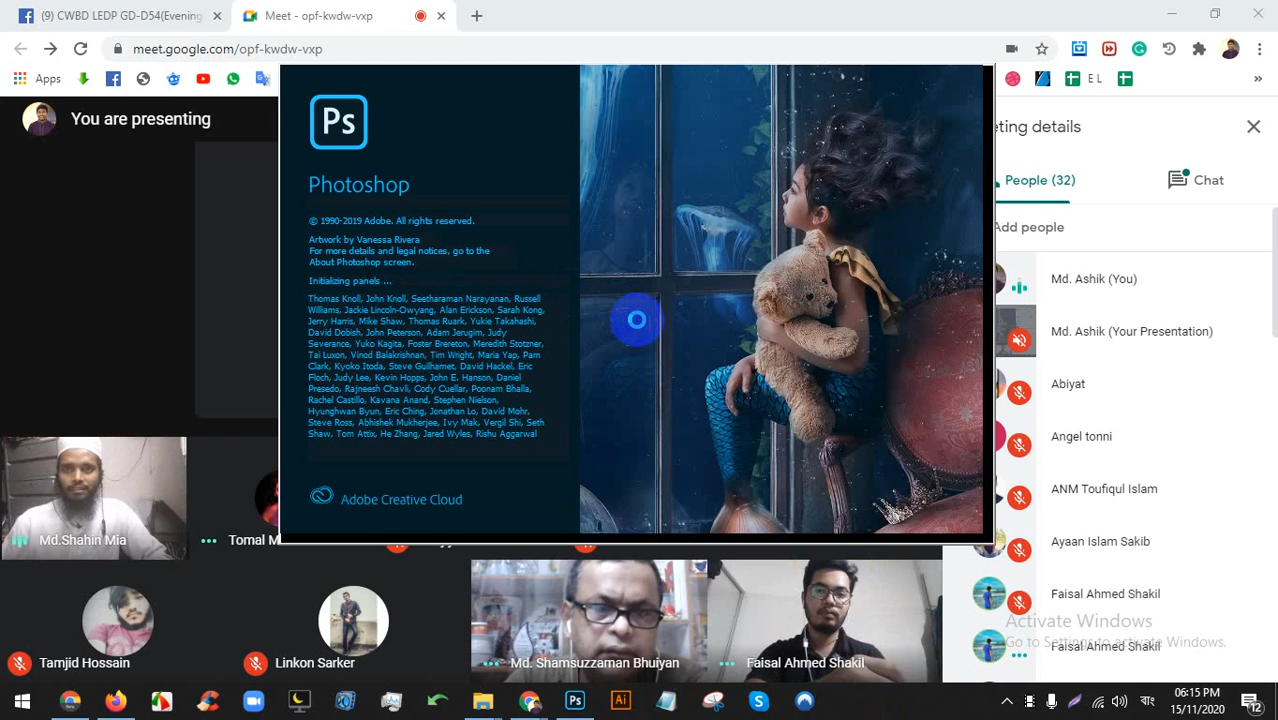 (9) CWBD LEDP GD-D54(Evening
Meet - opf-kwdw-vxp
meet.google.com/opf-kwdw-vxp
Apps
E L
You are presenting
Ps
Photoshop
© 1990-2019 Adobe. All rights reserved.
Artwork by Vanessa Rivera
For more details and legal notices, go to the
About Photoshop screen.
Initializing panels ...
Thomas Knoll, John Knoll, Seetharaman Narayanan, Russell
Williams, Jackie Lincoln-Owyang, Alan Erickson, Sarah Kong,
Jerry Harris, Mike Shaw, Thomas Ruark, Yukie Takahashi,
David Dobish, John Peterson, Adam Jerugim, Judy
Severance, Yuko Kagita, Foster Brereton, Meredith Stotzner,
Tai Luxon, Vinod Balakrishnan, Tim Wright, Maria Yap, Pam
Clark, Kyoko Itoda, Steve Guilhamet, David Hackel, Eric
Floch, Judy Lee, Kevin Hopps, John E. Hanson, Daniel
Presedo, Rajneesh Chavli, Cody Cuellar, Poonam Bhalla,
Rachel Castillo, Kavana Anand, Stephen Nielson,
Hyunghwan Byun, Eric Ching, Jonathan Lo, David Mohr,
Steve Ross, Abhishek Mukherjee, Ivy Mak, Vergil Shi, Seth
Shaw, Tom Attix, He Zhang, Jared Wyles, Rishu Aggarwal
Adobe Creative Cloud
eting details
People (32)
Chat
Add people
Md. Ashik (You)
Md. Ashik (Your Presentation)
Abiyat
Angel tonni
ANM Toufiqul Islam
Ayaan Islam Sakib
Faisal Ahmed Shakil
Faisal Ahmed Shakil
Activate Windows
Go to Settings to activate Windows.
Md.Shahin Mia
Tomal M
Tamjid Hossain
Linkon Sarker
Md. Shamsuzzaman Bhuiyan
Faisal Ahmed Shakil
Ps
Ai
বাং
06:15 PM
15/11/2020
12